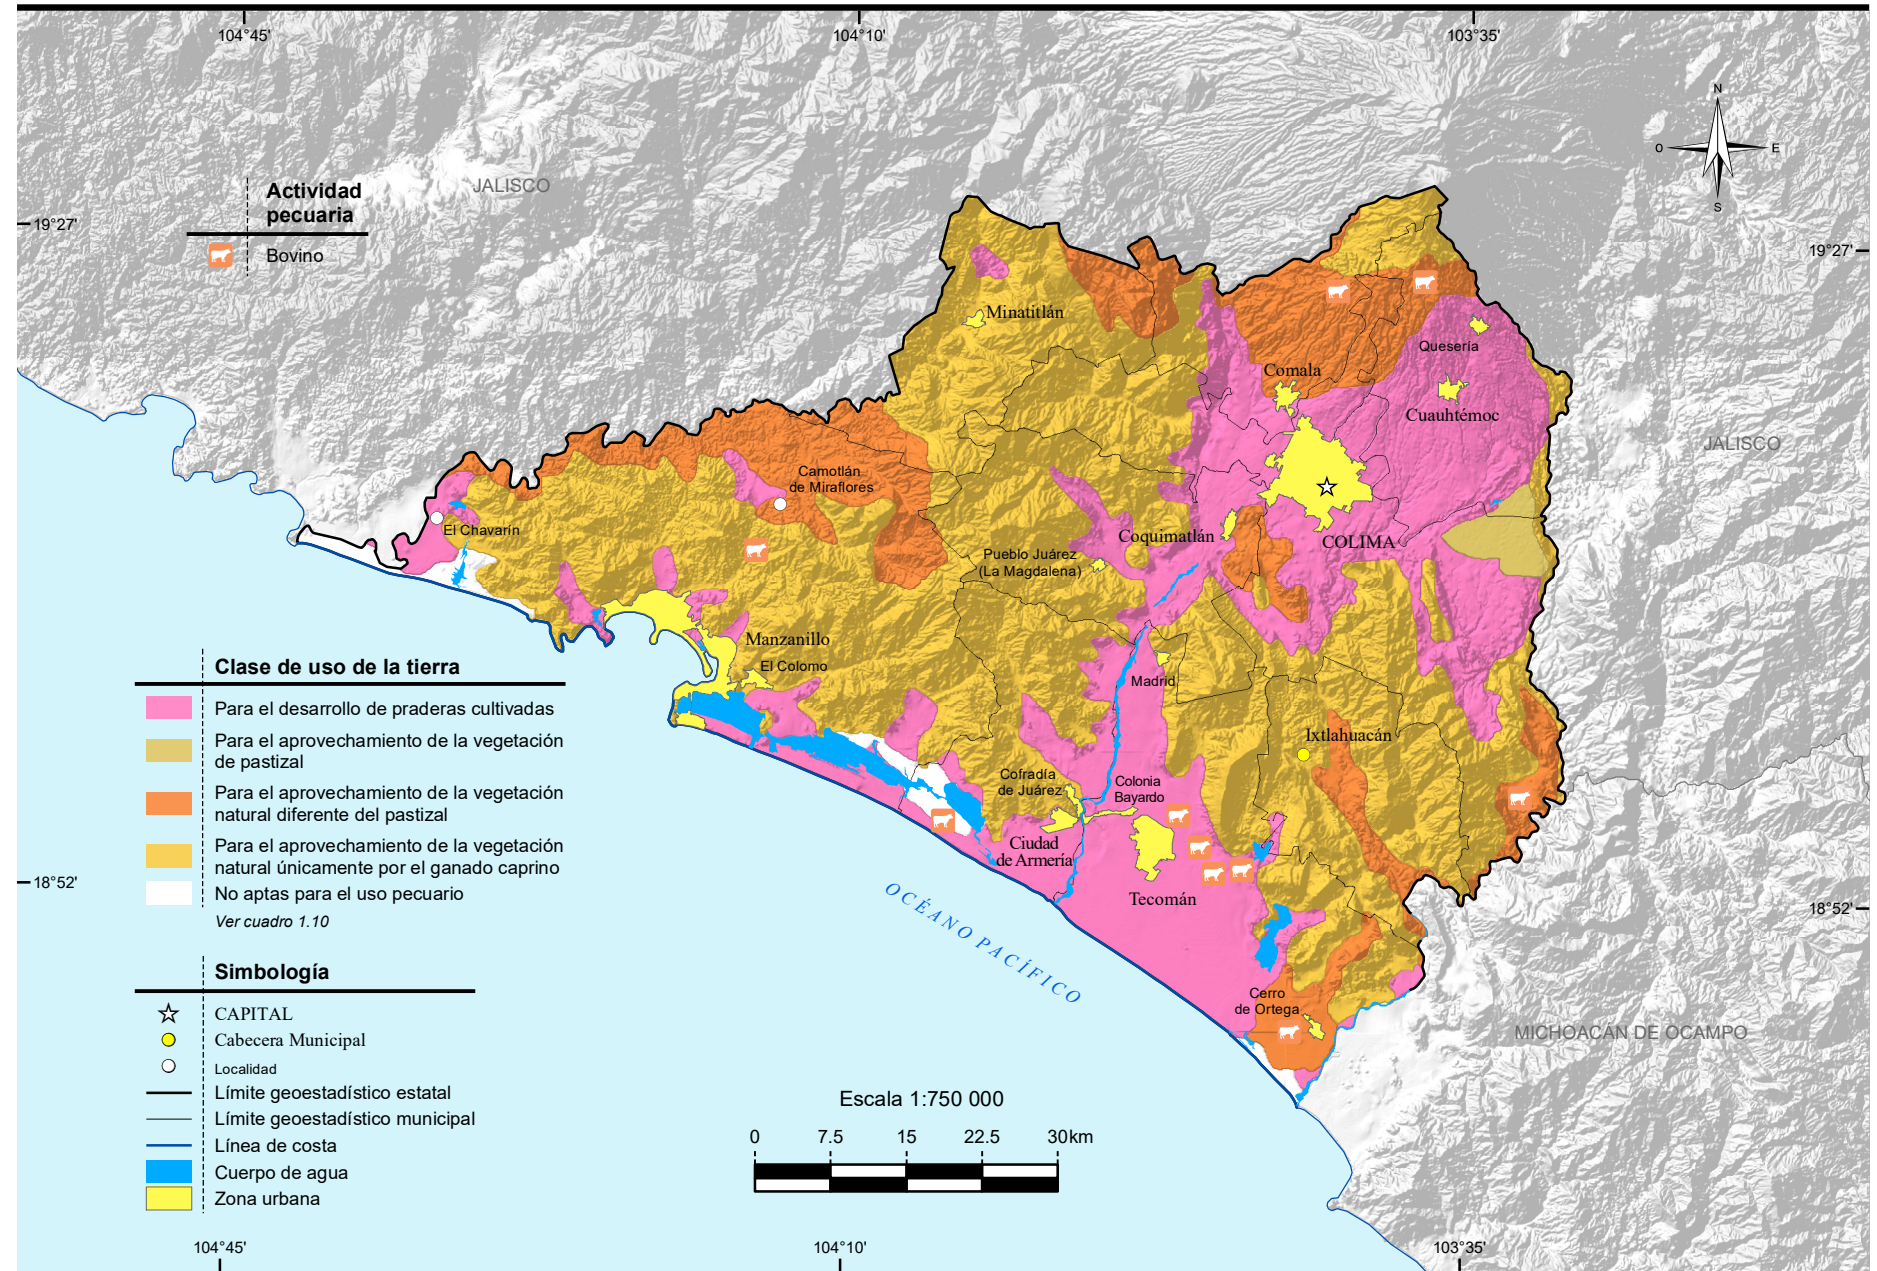 104°45'
104°10'
103°35'
N
O
E
S
JALISCO
19°27'
19°27'
Actividad
pecuaria
Bovino
Minatitlán
Quesería
Comala
Cuauhtémoc
JALISCO
Camotlán
de Miraflores
El Chavarín
Coquimatlán
COLIMA
Pueblo Juárez
(La Magdalena)
Manzanillo
El Colomo
Madrid
Ixtlahuacán
Cofradía
de Juárez
Colonia
Bayardo
Ciudad
de Armería
Tecomán
Cerro
de Ortega
OCÉANO PACÍFICO
MICHOACÁN DE OCAMPO
Clase de uso de la tierra
Para el desarrollo de praderas cultivadas
Para el aprovechamiento de la vegetación
de pastizal
Para el aprovechamiento de la vegetación
natural diferente del pastizal
Para el aprovechamiento de la vegetación
natural únicamente por el ganado caprino
No aptas para el uso pecuario
Ver cuadro 1.10
18°52'
18°52'
Simbología
CAPITAL
Cabecera Municipal
Localidad
Límite geoestadístico estatal
Límite geoestadístico municipal
Línea de costa
Cuerpo de agua
Zona urbana
Escala 1:750 000
0 7.5 15 22.5 30km
104°45'
104°10'
103°35'